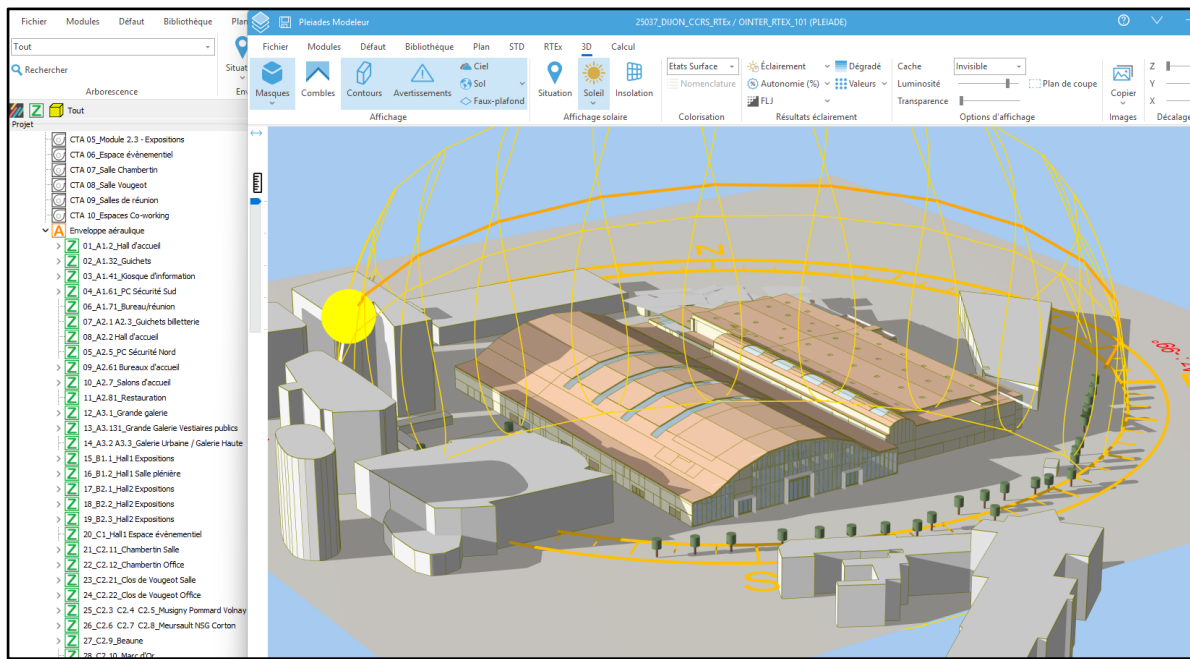 Fichier Modules Défaut Bibliothèque Plan
Tout
Rechercher
Arborescence
Tout
Projet
CTA 05_Module 2.3 - Expositions
CTA 06_Espace évènementiel
CTA 07_Salle Chambertin
CTA 08_Salle Vougeot
CTA 09_Salles de réunion
CTA 10_Espaces Co-working
Enveloppe aéraulique
01_A1.2_Hall d'accueil
02_A1.32_Guichets
03_A1.41_Kiosque d'information
04_A1.61_PC Sécurité Sud
06_A1.71_Bureau/réunion
07_A2.1 A2.3_Guichets billetterie
08_A2.2 Hall d'accueil
05_A2.5_PC Sécurité Nord
09_A2.61 Bureaux d'accueil
10_A2.7_Salons d'accueil
11_A2.81_Restauration
12_A3.1_Grande galerie
13_A3.131_Grande Galerie Vestiaires publics
14_A3.2 A3.3_Galerie Urbaine / Galerie Haute
15_B1.1_Hall1 Expositions
16_B1.2_Hall1 Salle plénière
17_B2.1_Hall2 Expositions
18_B2.2_Hall2 Expositions
19_B2.3_Hall2 Expositions
20_C1_Hall1 Espace évènementiel
21_C2.11_Chambertin Salle
22_C2.12_Chambertin Office
23_C2.21_Clos de Vougeot Salle
24_C2.22_Clos de Vougeot Office
25_C2.3 C2.4 C2.5_Musigny Pommard Volnay
26_C2.6 C2.7 C2.8_Meursault NSG Corton
27_C2.9_Beaune
28_C2.10_Marc d'Or
Pleiades Modeleur
25037_DIJON_CCRS_RTEx / OINTER_RTEX_101 (PLEIADE)
Fichier Modules Défaut Bibliothèque Plan STD RTEx 3D Calcul
Masques
Combles
Contours
Avertissements
Ciel
Sol
Faux-plafond
Affichage
Situation
Soleil
Insolation
Affichage solaire
Etats Surface
Nomenclature
Colorisation
Éclairement
Dégradé
Autonomie (%)
Valeurs
FLJ
Résultats éclairement
Cache
Invisible
Luminosité
Plan de coupe
Transparence
Options d'affichage
Copier
Images
Z
Y
X
Décalage
N
S